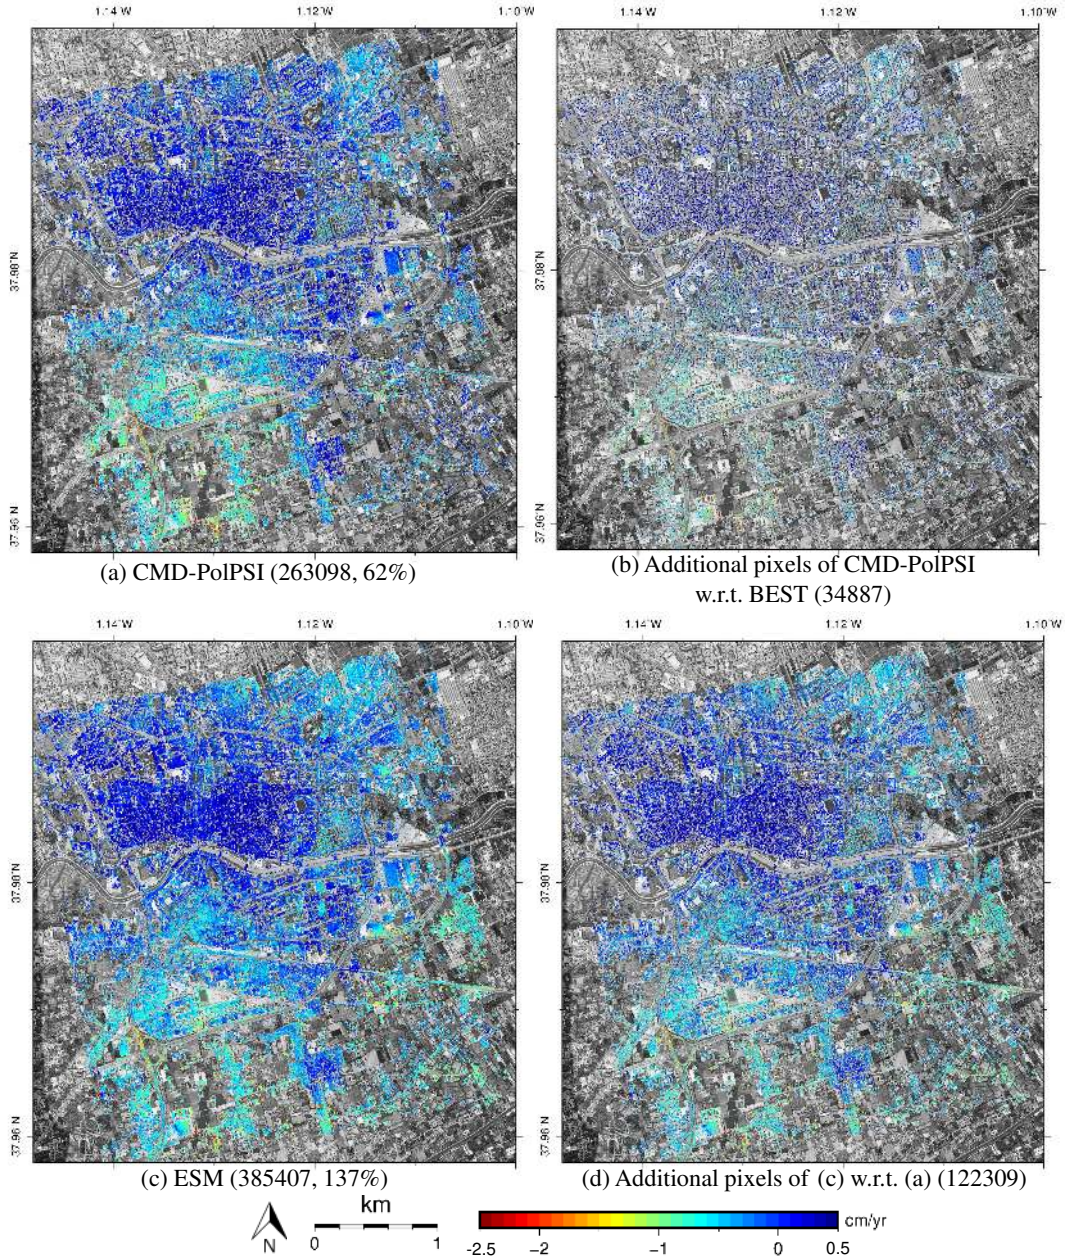 1.14°W 1.12°W 1.10°W
1.14°W 1.12°W 1.10°W
37.98°N
37.96°N
37.98°N
37.96°N
(a) CMD-PolPSI (263098, 62%)
(b) Additional pixels of CMD-PolPSI
w.r.t. BEST (34887)
1.14°W 1.12°W 1.10°W
1.14°W 1.12°W 1.10°W
37.98°N
37.96°N
37.98°N
37.96°N
(c) ESM (385407, 137%)
(d) Additional pixels of (c) w.r.t. (a) (122309)
N
km
0 1
cm/yr
-2.5 -2 -1 0 0.5